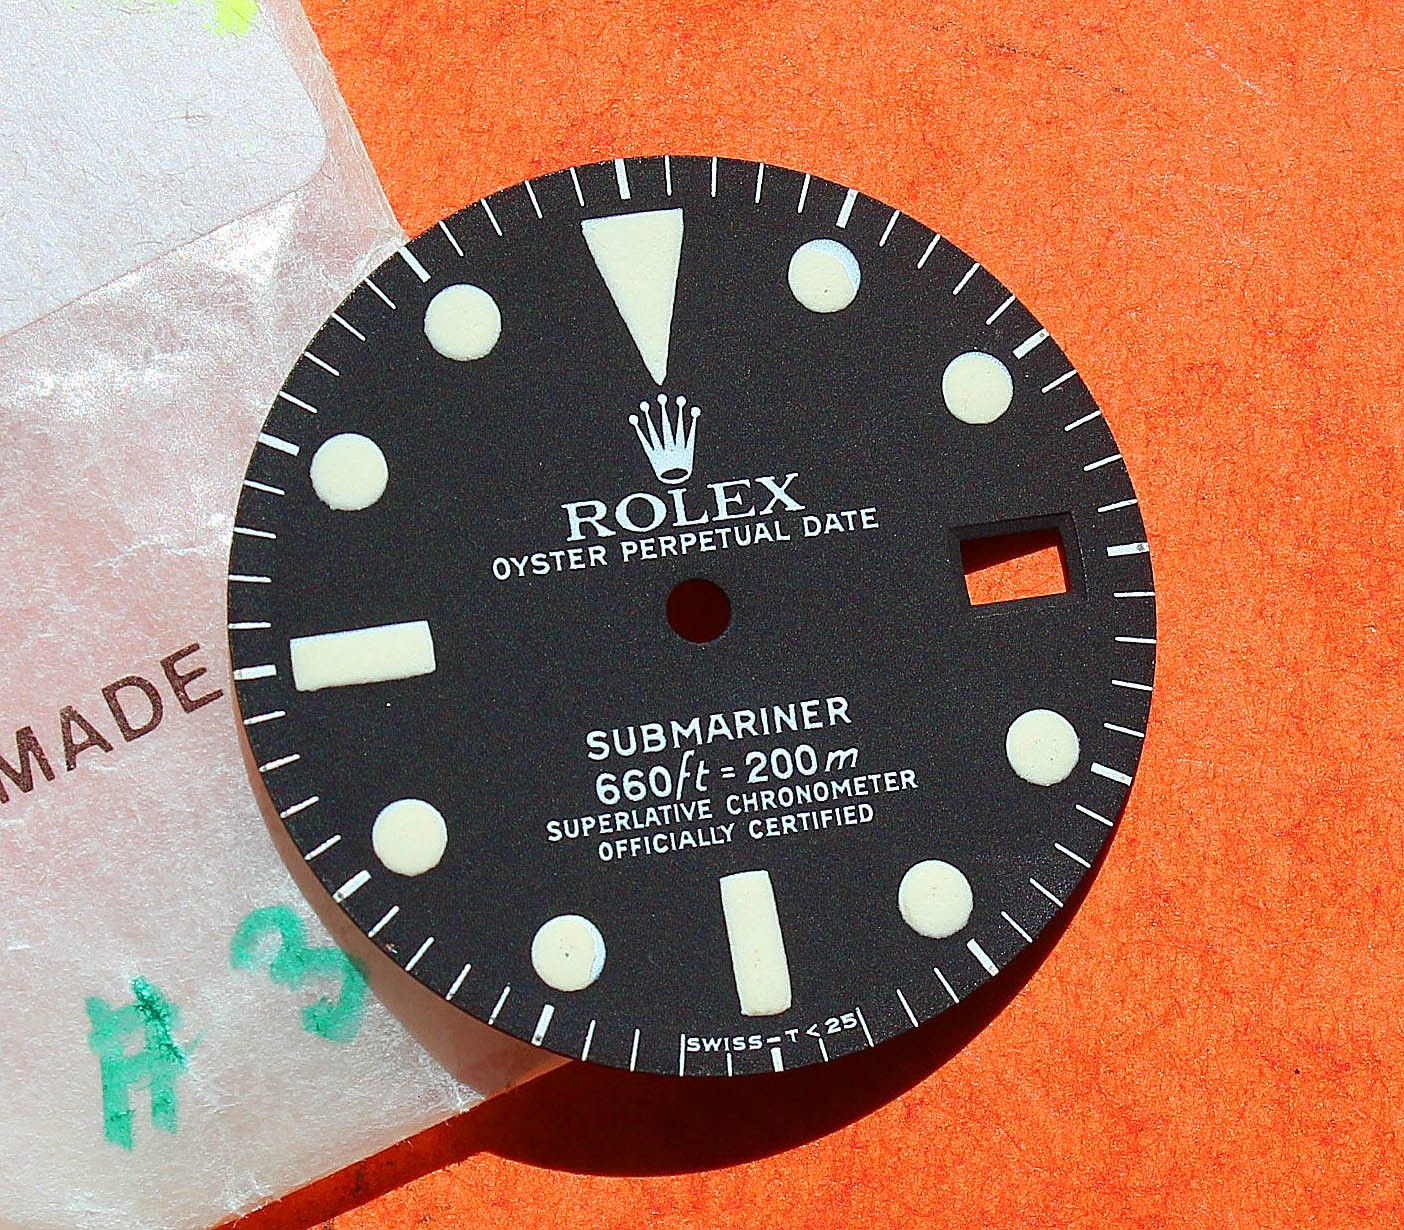 ROLEX
OYSTER PERPETUAL DATE
SUBMARINER
660ft = 200m
SUPERLATIVE CHRONOMETER
OFFICIALLY CERTIFIED
SWISS-T<25
MADE